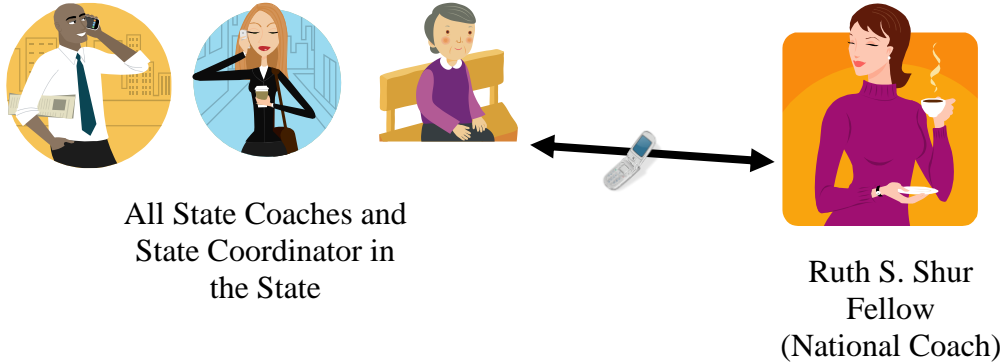 All State Coaches and
State Coordinator in
the State
Ruth S. Shur
Fellow
(National Coach)